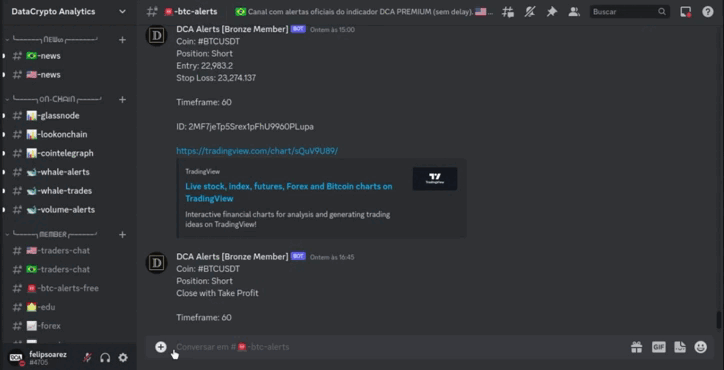 DataCrypto Analytics
news
-news
-news
ON-CHAIN
-glassnode
-lookonchain
-cointelegraph
-whale-alerts
-whale-trades
-volume-alerts
MEMBER
-traders-chat
-traders-chat
-btc-alerts-free
-edu
-forex
felipsoarez
#4705
-btc-alerts
Canal com alertas oficiais do indicador DCA PREMIUM (sem delay).
Buscar
DCA Alerts [Bronze Member] BOT Ontem às 15:00
Coin: #BTCUSDT
Position: Short
Entry: 22,983.2
Stop Loss: 23,274.137
Timeframe: 60
ID: 2MF7jeTp5Srex1pFhU9960PLupa
https://tradingview.com/chart/sQuV9U89/
TradingView
Live stock, index, futures, Forex and Bitcoin charts on
TradingView
Interactive financial charts for analysis and generating trading
ideas on TradingView!
TradingView
DCA Alerts [Bronze Member] BOT Ontem às 16:45
Coin: #BTCUSDT
Position: Short
Close with Take Profit
Timeframe: 60
Conversar em # -btc-alerts
GIF